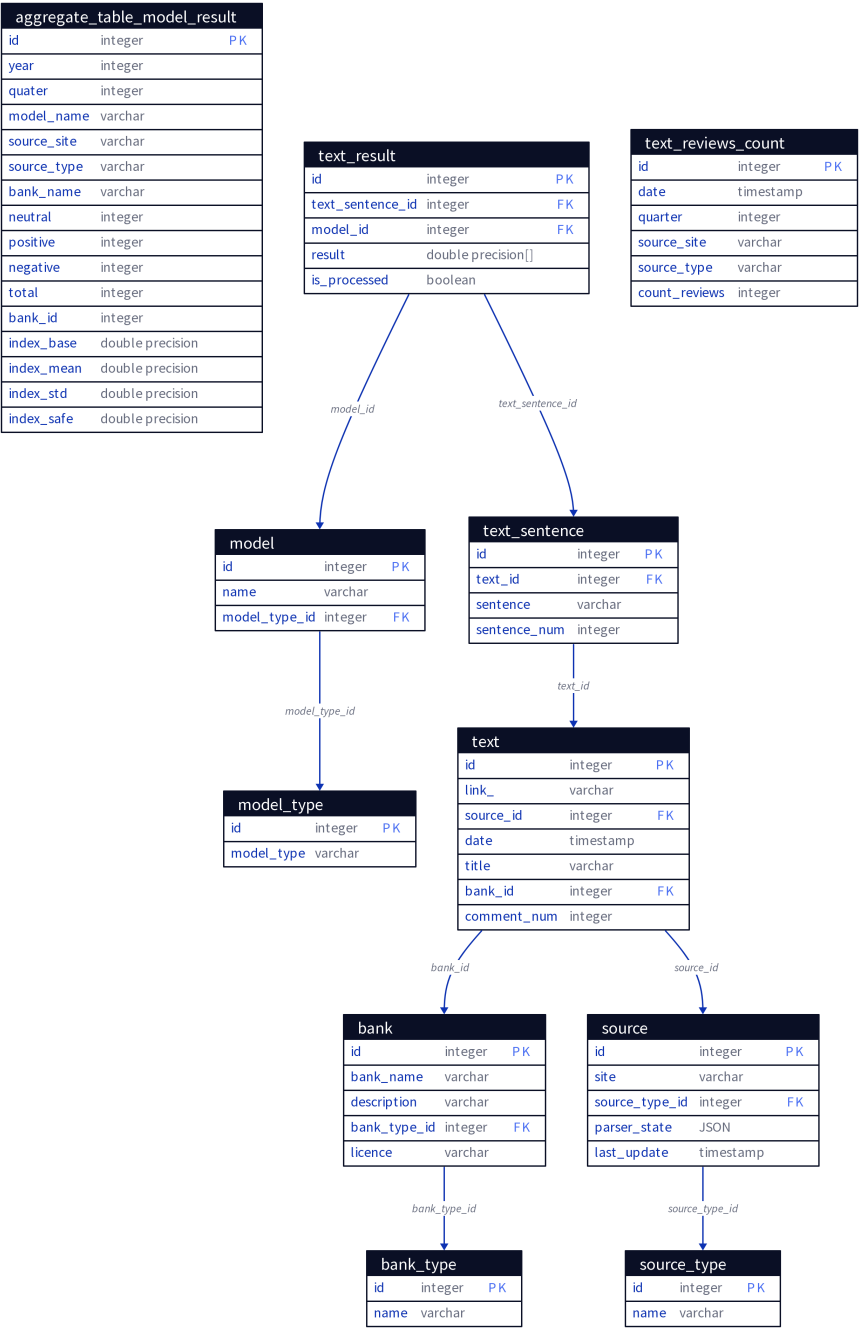 aggregate_table_model_result
id integer PK
year integer
quater integer
model_name varchar
source_site varchar
source_type varchar
bank_name varchar
neutral integer
positive integer
negative integer
total integer
bank_id integer
index_base double precision
index_mean double precision
index_std double precision
index_safe double precision
text_result
id integer PK
text_sentence_id integer FK
model_id integer FK
result double precision[]
is_processed boolean
text_reviews_count
id integer PK
date timestamp
quarter integer
source_site varchar
source_type varchar
count_reviews integer
model_id
text_sentence_id
model
id integer PK
name varchar
model_type_id integer FK
text_sentence
id integer PK
text_id integer FK
sentence varchar
sentence_num integer
model_type_id
text_id
model_type
id integer PK
model_type varchar
text
id integer PK
link_ varchar
source_id integer FK
date timestamp
title varchar
bank_id integer FK
comment_num integer
bank_id
source_id
bank
id integer PK
bank_name varchar
description varchar
bank_type_id integer FK
licence varchar
source
id integer PK
site varchar
source_type_id integer FK
parser_state JSON
last_update timestamp
bank_type_id
source_type_id
bank_type
id integer PK
name varchar
source_type
id integer PK
name varchar